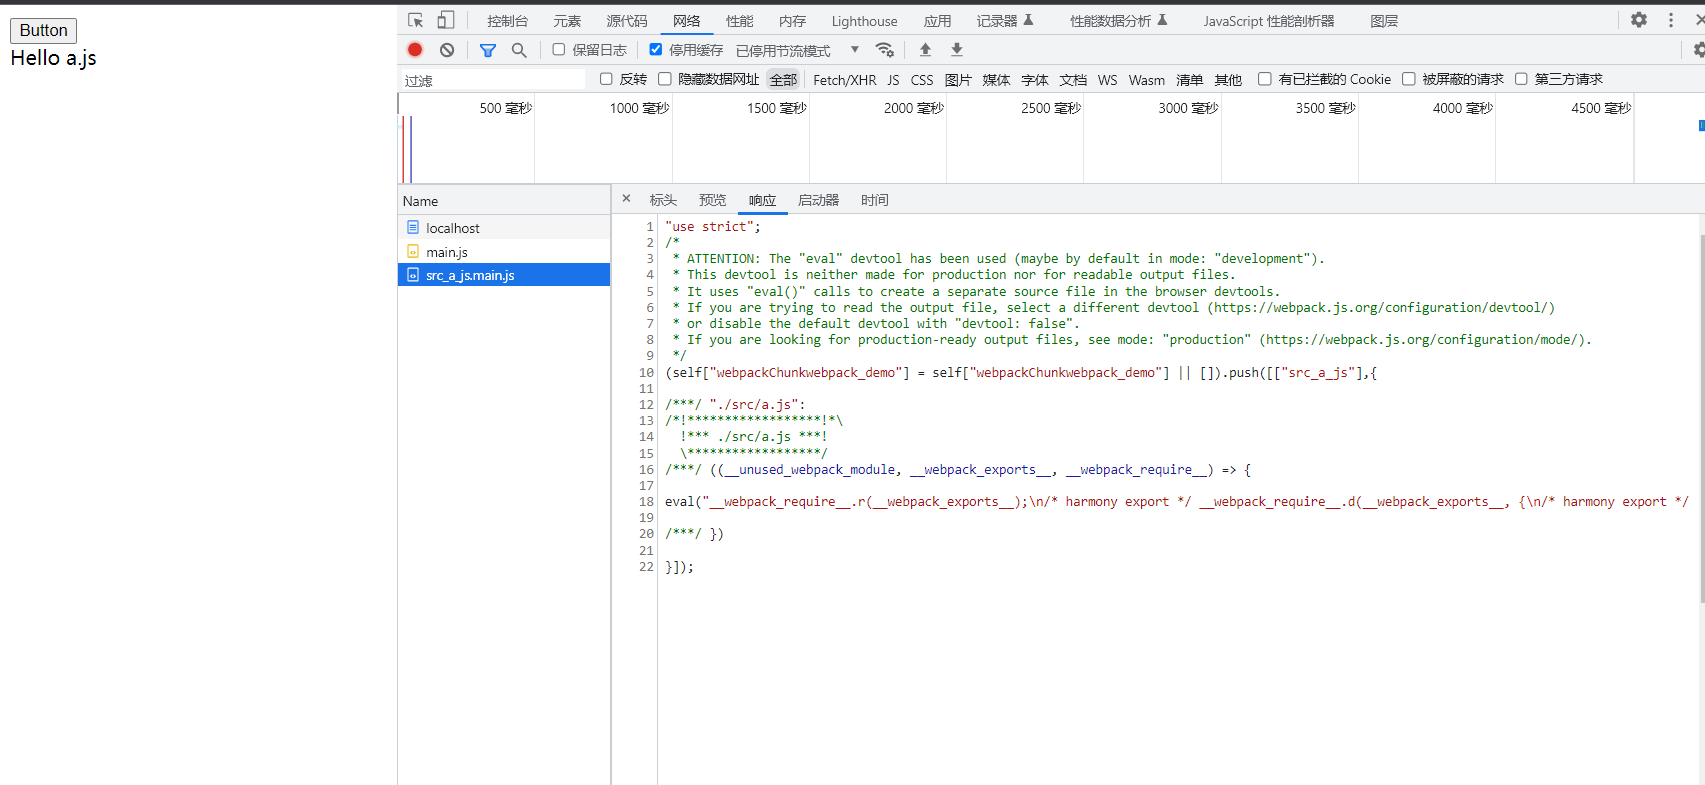 Button
Hello a.js
控制台 元素 源代码 网络 性能 内存 Lighthouse 应用 记录器 性能数据分析 JavaScript 性能剖析器 图层
保留日志 停用缓存 已停用节流模式
过滤 反转 隐藏数据网址 全部 Fetch/XHR JS CSS 图片 媒体 字体 文档 WS Wasm 清单 其他 有已拦截的 Cookie 被屏蔽的请求 第三方请求
500 毫秒 1000 毫秒 1500 毫秒 2000 毫秒 2500 毫秒 3000 毫秒 3500 毫秒 4000 毫秒 4500 毫秒
Name
localhost
main.js
src_a_js.main.js
× 标头 预览 响应 启动器 时间
1 "use strict";
2 /*
3  * ATTENTION: The "eval" devtool has been used (maybe by default in mode: "development").
4  * This devtool is neither made for production nor for readable output files.
5  * It uses "eval()" calls to create a separate source file in the browser devtools.
6  * If you are trying to read the output file, select a different devtool (https://webpack.js.org/configuration/devtool/)
7  * or disable the default devtool with "devtool: false".
8  * If you are looking for production-ready output files, see mode: "production" (https://webpack.js.org/configuration/mode/).
9  */
10 (self["webpackChunkwebpack_demo"] = self["webpackChunkwebpack_demo"] || []).push([["src_a_js"],{
11
12 /***/ "./src/a.js":
13 /*!******************!*\
14   !*** ./src/a.js ***!
15   \******************/
16 /***/ ((__unused_webpack_module, __webpack_exports__, __webpack_require__) => {
17
18 eval("__webpack_require__.r(__webpack_exports__);\n/* harmony export */ __webpack_require__.d(__webpack_exports__, {\n/* harmony export */
19
20 /***/ })
21
22 }]);